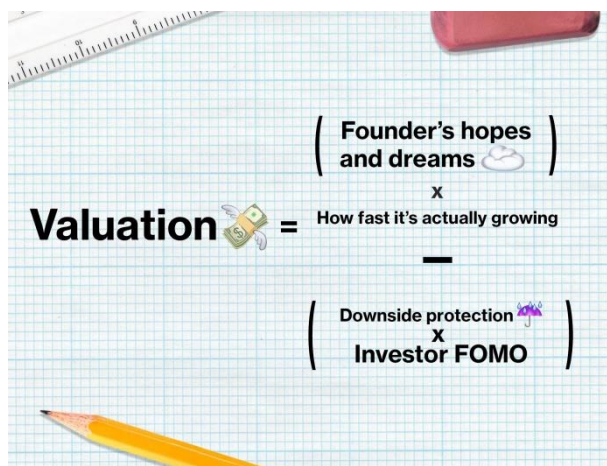 ( Founder's hopes
and dreams )
x
Valuation = How fast it's actually growing
—
( Downside protection
x
Investor FOMO )